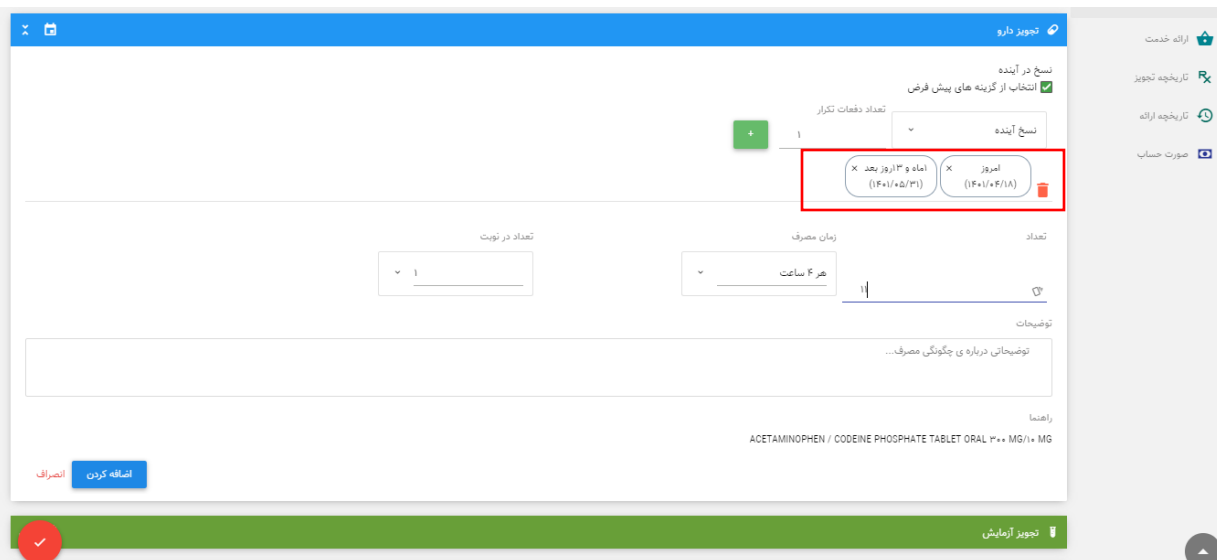 تجویز دارو
ارائه خدمت
تاریخچه تجویز
تاریخچه ارائه
صورت حساب
نسخ در آینده
انتخاب از گزینه های پیش فرض
تعداد دفعات تکرار
نسخ آینده
۱
+
امروز ×
(۱۴۰۱/۰۴/۱۸)
۱ماه و ۱۳روز بعد ×
(۱۴۰۱/۰۵/۳۱)
تعداد
زمان مصرف
تعداد در نوبت
۱۱
هر ۴ ساعت
۱
توضیحات
توضیحاتی درباره ی چگونگی مصرف...
راهنما
ACETAMINOPHEN / CODEINE PHOSPHATE TABLET ORAL ۳۰۰ MG/۱۰ MG
اضافه کردن
انصراف
تجویز آزمایش